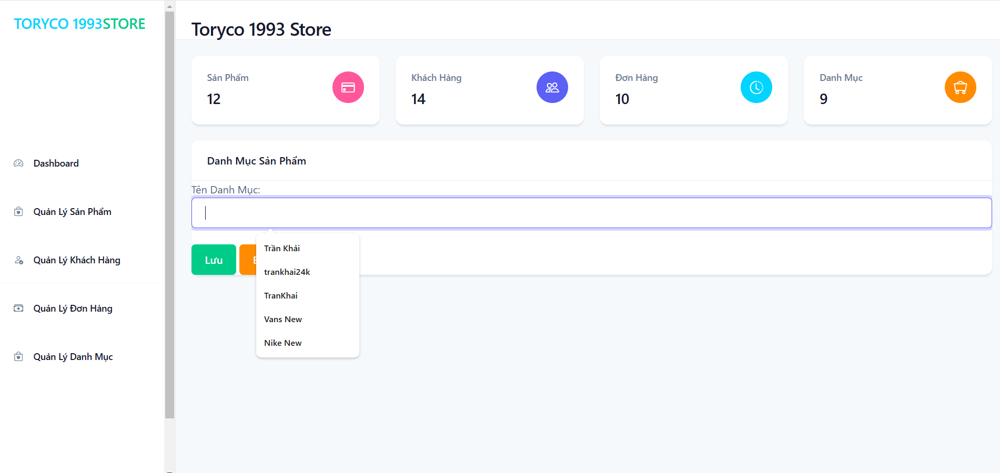 TORYCO 1993STORE
Dashboard
Quản Lý Sản Phẩm
Quản Lý Khách Hàng
Quản Lý Đơn Hàng
Quản Lý Danh Mục
Toryco 1993 Store
Sản Phẩm
12
Khách Hàng
14
Đơn Hàng
10
Danh Mục
9
Danh Mục Sản Phẩm
Tên Danh Mục:
Lưu
Trần Khải
trankhai24k
TranKhai
Vans New
Nike New